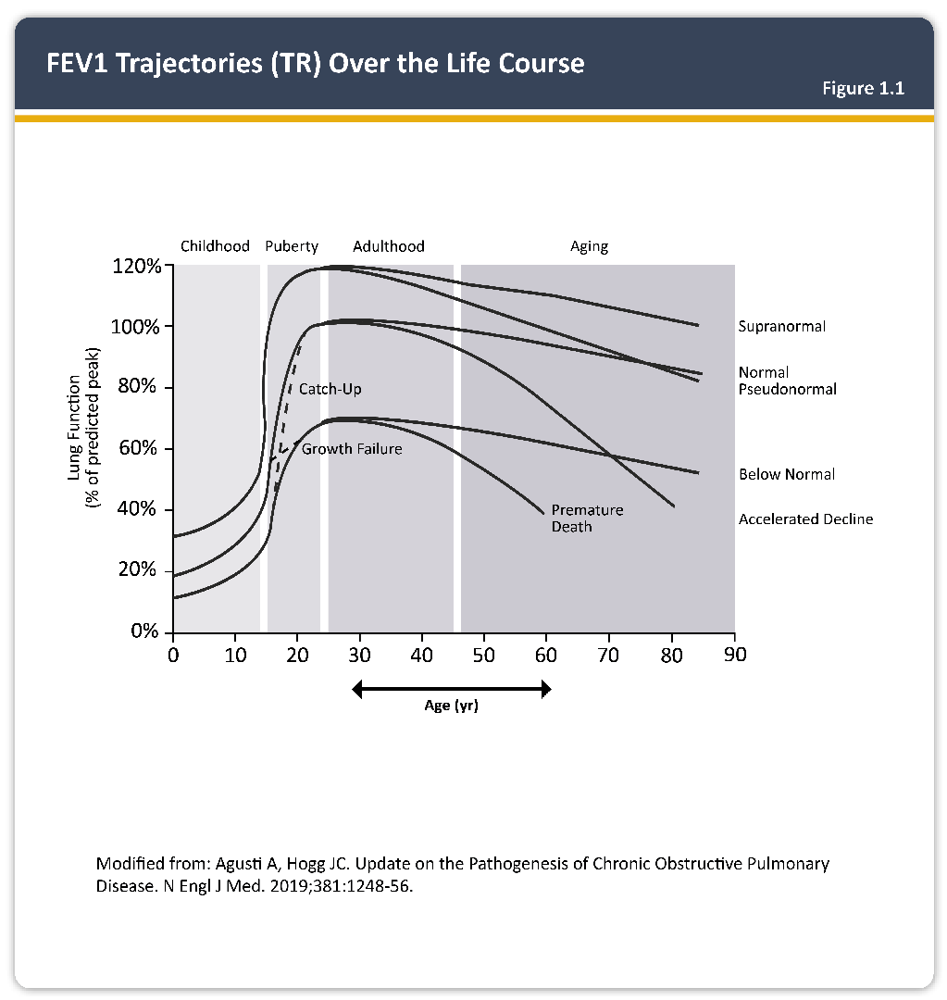 FEV1 Trajectories (TR) Over the Life Course
Figure 1.1
Childhood Puberty Adulthood Aging
120%
100%
80%
60%
40%
20%
0%
Lung Function
(% of predicted peak)
Catch-Up
Growth Failure
Premature
Death
Supranormal
Normal
Pseudonormal
Below Normal
Accelerated Decline
0 10 20 30 40 50 60 70 80 90
Age (yr)
Modified from: Agusti A, Hogg JC. Update on the Pathogenesis of Chronic Obstructive Pulmonary
Disease. N Engl J Med. 2019;381:1248-56.